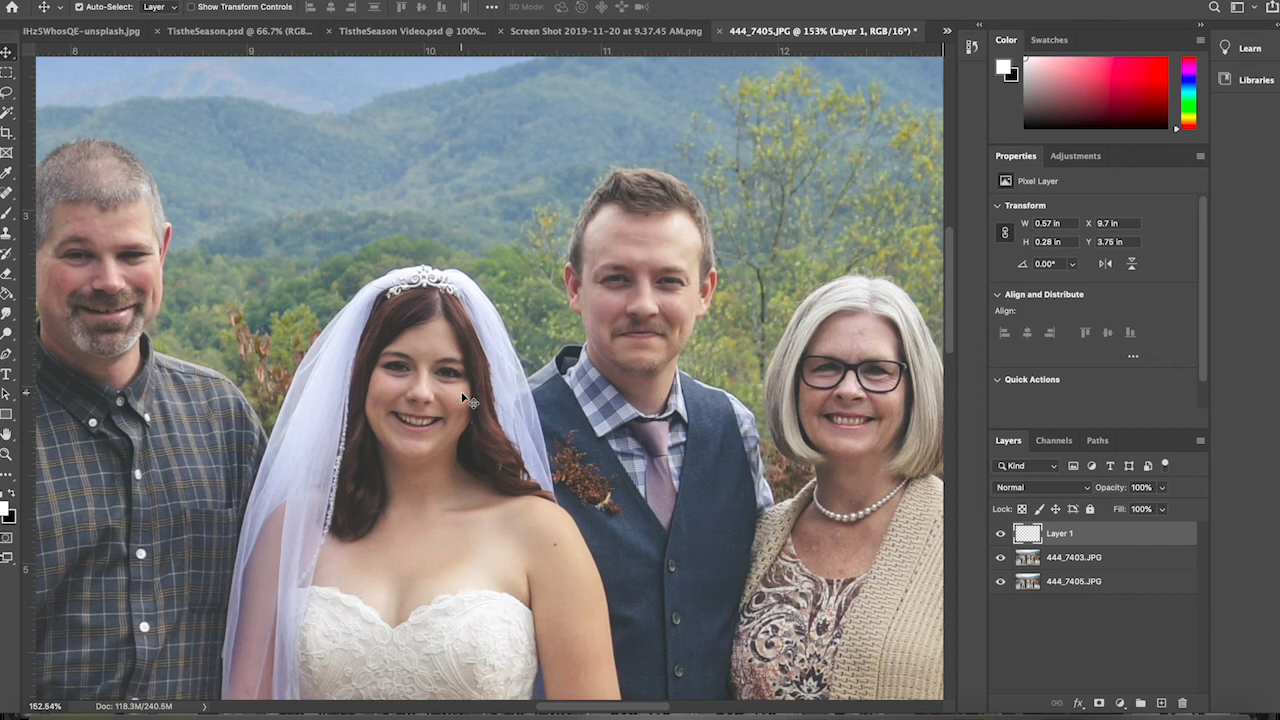 Auto-Select: Layer Show Transform Controls 3D Mode:
IHz5WhosQE-unsplash.jpg × TistheSeason.psd @ 66.7% (RGB... × TistheSeason Video.psd @ 100%... × Screen Shot 2019-11-20 at 9.37.45 AM.png × 444_7405.JPG @ 153% (Layer 1, RGB/16*) * »
8 9 10 11 12
3
4
5
Color Swatches
Learn
Libraries
Properties Adjustments
Pixel Layer
Transform
W 0.57 in X 9.7 in
H 0.28 in Y 3.75 in
0.00°
Align and Distribute
Align:
Quick Actions
Layers Channels Paths
Kind
Normal Opacity: 100%
Lock: Fill: 100%
Layer 1
444_7403.JPG
444_7405.JPG
152.54% Doc: 118.3M/240.5M